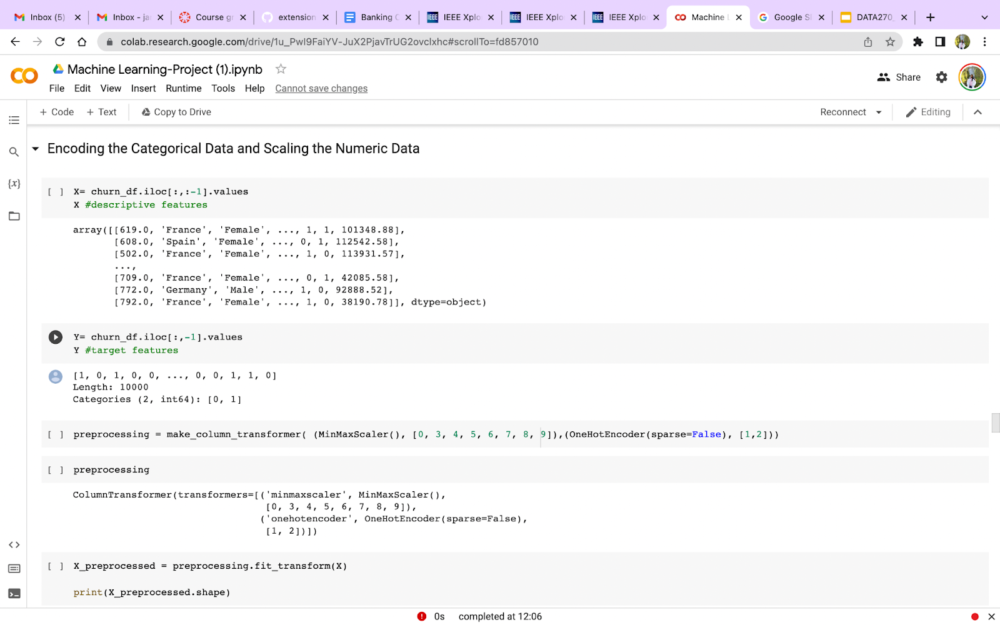 Inbox (5)
Inbox - ja
Course gr
extension
Banking C
IEEE Xplo
IEEE Xplo
IEEE Xplo
Machine L
Google Sl
DATA270_
colab.research.google.com/drive/1u_Pwl9FaiYV-JuX2PjavTrUG2ovclxhc#scrollTo=fd857010
Machine Learning-Project (1).ipynb
File Edit View Insert Runtime Tools Help Cannot save changes
Share
+ Code + Text Copy to Drive
Reconnect
Editing
Encoding the Categorical Data and Scaling the Numeric Data
[ ] X= churn_df.iloc[:,:-1].values
X #descriptive features
array([[619.0, 'France', 'Female', ..., 1, 1, 101348.88],
[608.0, 'Spain', 'Female', ..., 0, 1, 112542.58],
[502.0, 'France', 'Female', ..., 1, 0, 113931.57],
...,
[709.0, 'France', 'Female', ..., 0, 1, 42085.58],
[772.0, 'Germany', 'Male', ..., 1, 0, 92888.52],
[792.0, 'France', 'Female', ..., 1, 0, 38190.78]], dtype=object)
Y= churn_df.iloc[:,-1].values
Y #target features
[1, 0, 1, 0, 0, ..., 0, 0, 1, 1, 0]
Length: 10000
Categories (2, int64): [0, 1]
[ ] preprocessing = make_column_transformer( (MinMaxScaler(), [0, 3, 4, 5, 6, 7, 8, 9]),(OneHotEncoder(sparse=False), [1,2]))
[ ] preprocessing
ColumnTransformer(transformers=[('minmaxscaler', MinMaxScaler(),
[0, 3, 4, 5, 6, 7, 8, 9]),
('onehotencoder', OneHotEncoder(sparse=False),
[1, 2])])
[ ] X_preprocessed = preprocessing.fit_transform(X)
print(X_preprocessed.shape)
0s completed at 12:06